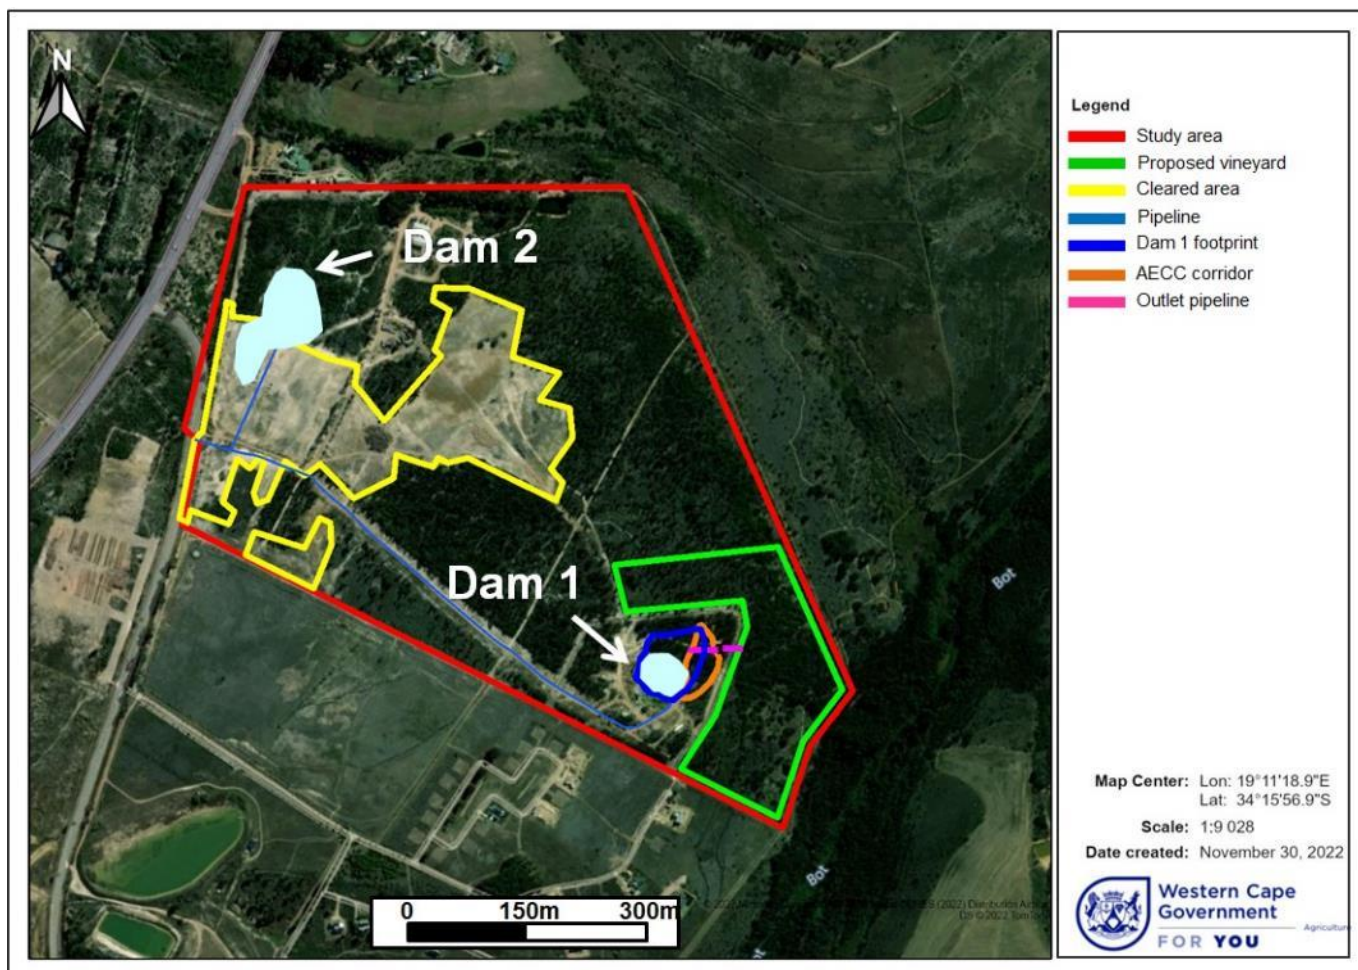 N
Dam 2
Dam 1
Bot
Bot
0 150m 300m
Legend
Study area
Proposed vineyard
Cleared area
Pipeline
Dam 1 footprint
AECC corridor
Outlet pipeline
Map Center: Lon: 19°11'18.9"E
Lat: 34°15'56.9"S
Scale: 1:9 028
Date created: November 30, 2022
Western Cape
Government
Agriculture
FOR YOU